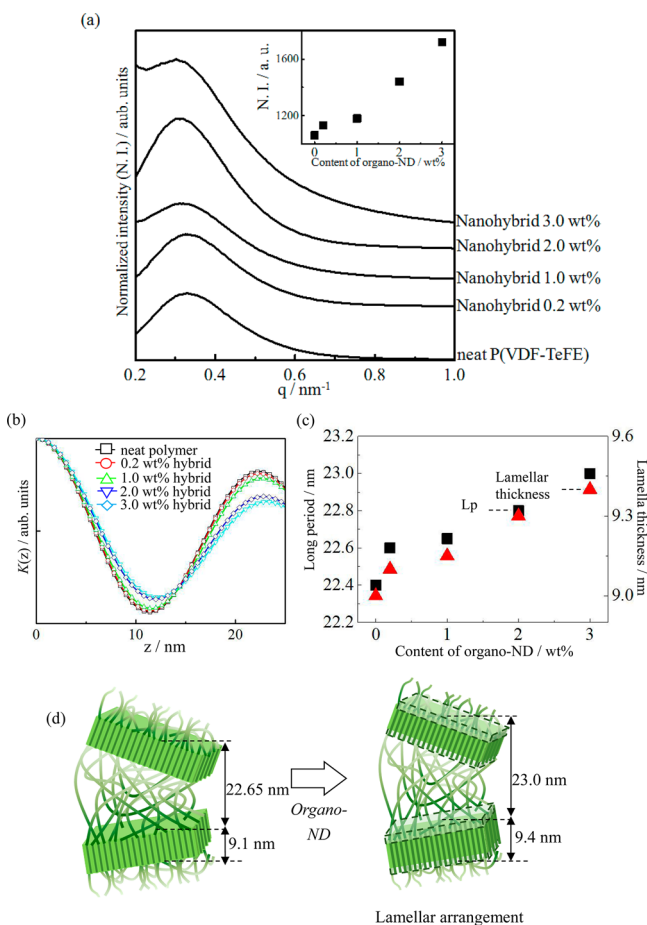 (a)
Normalized intensity (N. I.) / aub. units
N. I. / a. u.
1600
1200
0 1 2 3
Content of organo-ND / wt%
Nanohybrid 3.0 wt%
Nanohybrid 2.0 wt%
Nanohybrid 1.0 wt%
Nanohybrid 0.2 wt%
neat P(VDF-TeFE)
0.2 0.4 0.6 0.8 1.0
q / nm-1
(b)
K(z) / aub. units
neat polymer
0.2 wt% hybrid
1.0 wt% hybrid
2.0 wt% hybrid
3.0 wt% hybrid
0 10 20
z / nm
(c)
Long period / nm
23.2
23.0
22.8
22.6
22.4
22.2
Lamellar
thickness
Lp
9.6
9.3
9.0
Lamella thickness / nm
0 1 2 3
Content of organo-ND / wt%
(d)
22.65 nm
9.1 nm
Organo-
ND
23.0 nm
9.4 nm
Lamellar arrangement